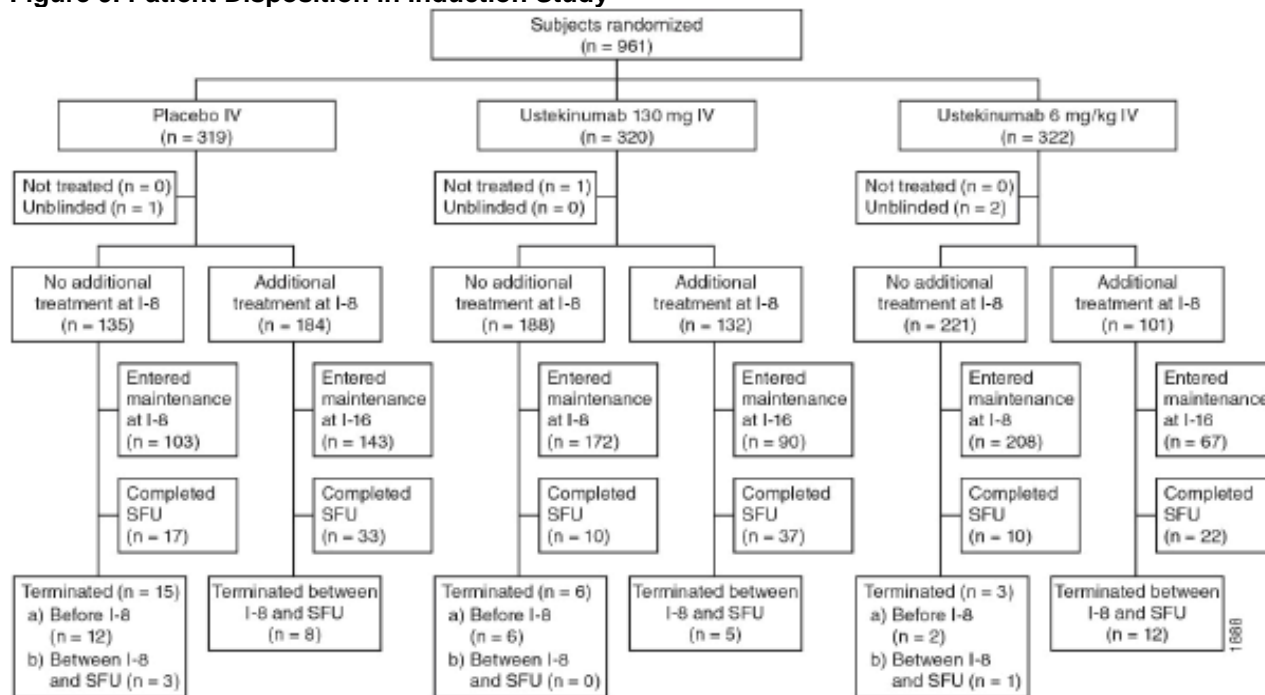 Figure 3. Patient Disposition in Induction Study
Subjects randomized
(n = 961)
Placebo IV
(n = 319)
Ustekinumab 130 mg IV
(n = 320)
Ustekinumab 6 mg/kg IV
(n = 322)
Not treated (n = 0)
Unblinded (n = 1)
Not treated (n = 1)
Unblinded (n = 0)
Not treated (n = 0)
Unblinded (n = 2)
No additional
treatment at I-8
(n = 135)
Additional
treatment at I-8
(n = 184)
No additional
treatment at I-8
(n = 188)
Additional
treatment at I-8
(n = 132)
No additional
treatment at I-8
(n = 221)
Additional
treatment at I-8
(n = 101)
Entered
maintenance
at I-8
(n = 103)
Entered
maintenance
at I-16
(n = 143)
Entered
maintenance
at I-8
(n = 172)
Entered
maintenance
at I-16
(n = 90)
Entered
maintenance
at I-8
(n = 208)
Entered
maintenance
at I-16
(n = 67)
Completed
SFU
(n = 17)
Completed
SFU
(n = 33)
Completed
SFU
(n = 10)
Completed
SFU
(n = 37)
Completed
SFU
(n = 10)
Completed
SFU
(n = 22)
Terminated (n = 15)
a) Before I-8
(n = 12)
b) Between I-8
and SFU (n = 3)
Terminated between
I-8 and SFU
(n = 8)
Terminated (n = 6)
a) Before I-8
(n = 6)
b) Between I-8
and SFU (n = 0)
Terminated between
I-8 and SFU
(n = 5)
Terminated (n = 3)
a) Before I-8
(n = 2)
b) Between I-8
and SFU (n = 1)
Terminated between
I-8 and SFU
(n = 12)